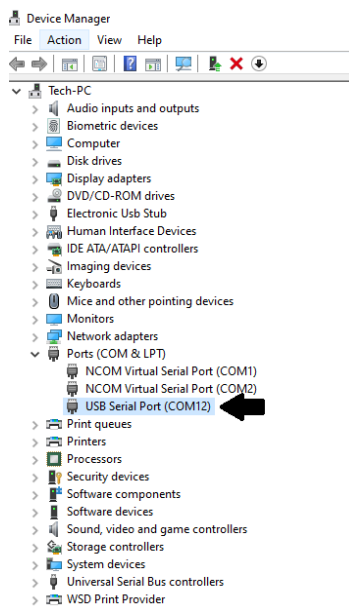 Device Manager
File Action View Help
Tech-PC
Audio inputs and outputs
Biometric devices
Computer
Disk drives
Display adapters
DVD/CD-ROM drives
Electronic Usb Stub
Human Interface Devices
IDE ATA/ATAPI controllers
Imaging devices
Keyboards
Mice and other pointing devices
Monitors
Network adapters
Ports (COM & LPT)
NCOM Virtual Serial Port (COM1)
NCOM Virtual Serial Port (COM2)
USB Serial Port (COM12)
Print queues
Printers
Processors
Security devices
Software components
Software devices
Sound, video and game controllers
Storage controllers
System devices
Universal Serial Bus controllers
WSD Print Provider